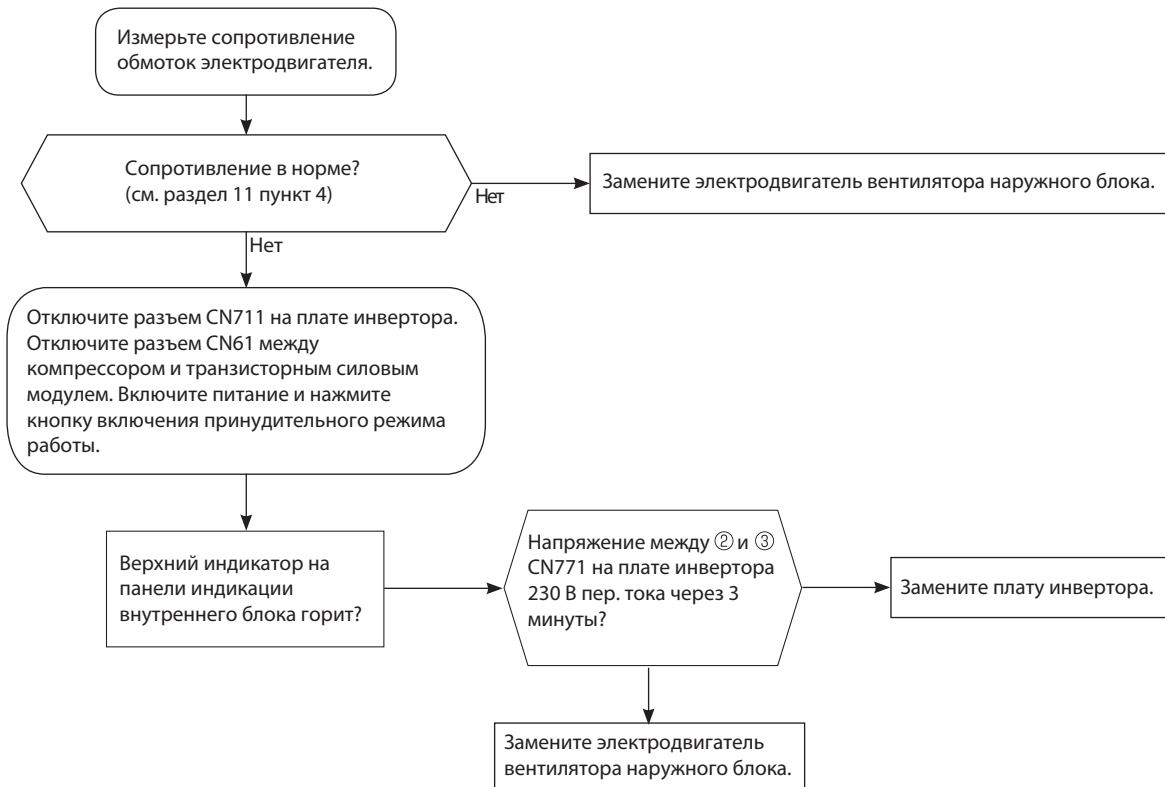 Измерьте сопротивление
обмоток электродвигателя.
Сопротивление в норме?
(см. раздел 11 пункт 4)
Нет
Замените электродвигатель вентилятора наружного блока.
Нет
Отключите разъем CN711 на плате инвертора.
Отключите разъем CN61 между
компрессором и транзисторным силовым
модулем. Включите питание и нажмите
кнопку включения принудительного режима
работы.
Верхний индикатор на
панели индикации
внутреннего блока горит?
Напряжение между ② и ③
CN771 на плате инвертора
230 В пер. тока через 3
минуты?
Замените плату инвертора.
Замените электродвигатель
вентилятора наружного блока.